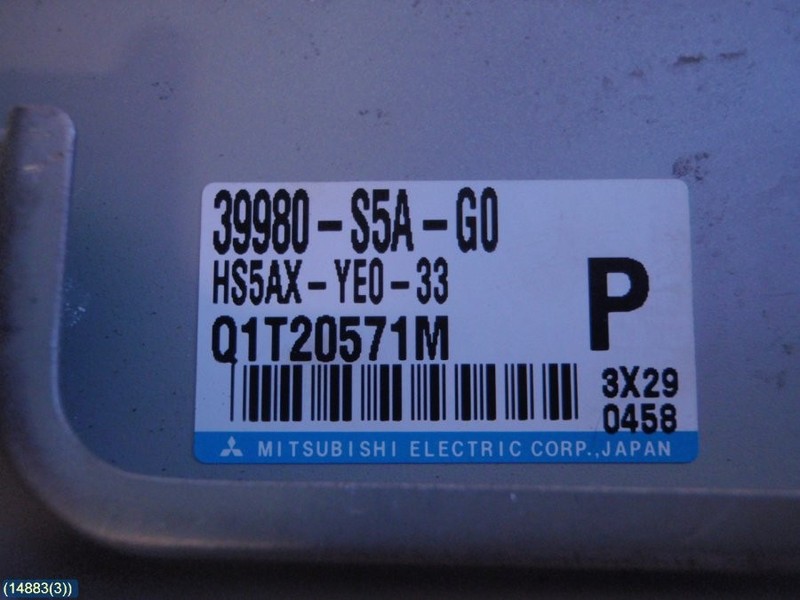 39980-S5A-G0
HS5AX-YE0-33
Q1T20571M
P
3X29
0458
MITSUBISHI ELECTRIC CORP.,JAPAN
(14883(3))